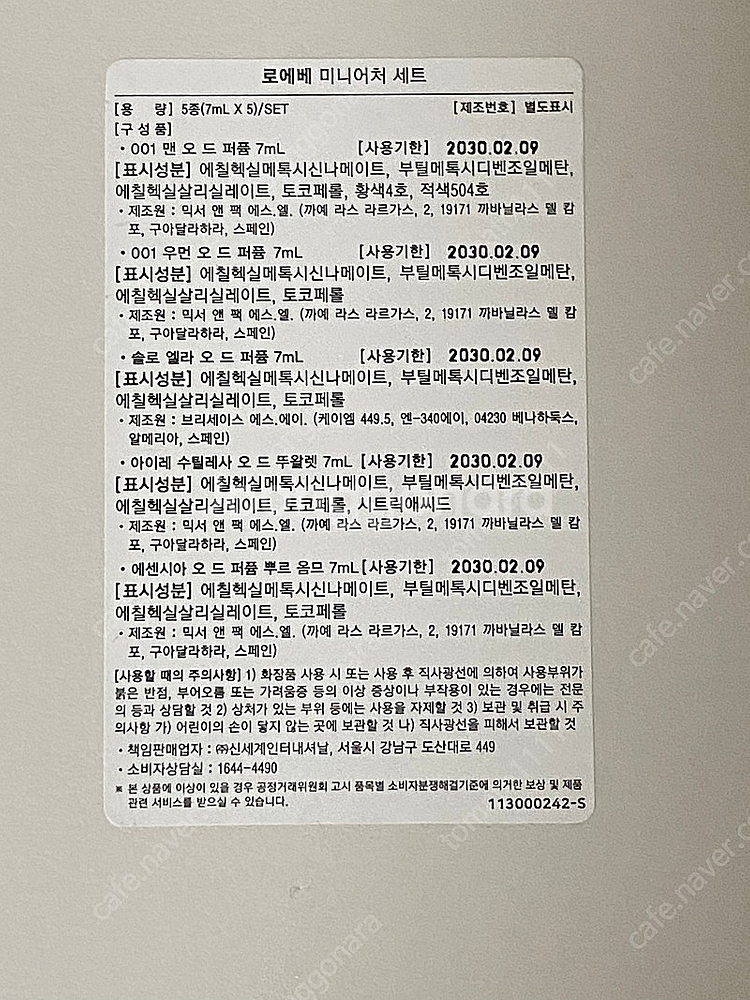 로에베 미니어처 세트
[용 량] 5종(7mL X 5)/SET [제조번호] 별도표시
[구 성 품]
• 001 맨 오 드 퍼퓸 7mL [사용기한] 2030.02.09
[표시성분] 에칠헥실메톡시신나메이트, 부틸메톡시디벤조일메탄,
에칠헥실살리실레이트, 토코페롤, 황색4호, 적색504호
• 제조원 : 믹서 앤 팩 에스.엘. (까예 라스 라르가스, 2, 19171 까바닐라스 델 캄
포, 구아달라하라, 스페인)
• 001 우먼 오 드 퍼퓸 7mL [사용기한] 2030.02.09
[표시성분] 에칠헥실메톡시신나메이트, 부틸메톡시디벤조일메탄,
에칠헥실살리실레이트, 토코페롤
• 제조원 : 믹서 앤 팩 에스.엘. (까예 라스 라르가스, 2, 19171 까바닐라스 델 캄
포, 구아달라하라, 스페인)
• 솔로 엘라 오 드 퍼퓸 7mL [사용기한] 2030.02.09
[표시성분] 에칠헥실메톡시신나메이트, 부틸메톡시디벤조일메탄,
에칠헥실살리실레이트, 토코페롤
• 제조원 : 브리세이스 에스.에이. (케이엠 449.5, 엔-340에이, 04230 베나하둑스,
알메리아, 스페인)
• 아이레 수틸레사 오 드 뚜왈렛 7mL [사용기한] 2030.02.09
[표시성분] 에칠헥실메톡시신나메이트, 부틸메톡시디벤조일메탄,
에칠헥실살리실레이트, 토코페롤, 시트릭애씨드
• 제조원 : 믹서 앤 팩 에스.엘. (까예 라스 라르가스, 2, 19171 까바닐라스 델 캄
포, 구아달라하라, 스페인)
• 에센시아 오 드 퍼퓸 뿌르 옴므 7mL [사용기한] 2030.02.09
[표시성분] 에칠헥실메톡시신나메이트, 부틸메톡시디벤조일메탄,
에칠헥실살리실레이트, 토코페롤
• 제조원 : 믹서 앤 팩 에스.엘. (까예 라스 라르가스, 2, 19171 까바닐라스 델 캄
포, 구아달라하라, 스페인)
[사용할 때의 주의사항] 1) 화장품 사용 시 또는 사용 후 직사광선에 의하여 사용부위가
붉은 반점, 부어오름 또는 가려움증 등의 이상 증상이나 부작용이 있는 경우에는 전문
의 등과 상담할 것 2) 상처가 있는 부위 등에는 사용을 자제할 것 3) 보관 및 취급 시 주
의사항 가) 어린이의 손이 닿지 않는 곳에 보관할 것 나) 직사광선을 피해서 보관할 것
• 책임판매업자 : ㈜신세계인터내셔날, 서울시 강남구 도산대로 449
• 소비자상담실 : 1644-4490
※ 본 상품에 이상이 있을 경우 공정거래위원회 고시 품목별 소비자분쟁해결기준에 의거한 보상 및 제품
관련 서비스를 받으실 수 있습니다. 113000242-S
cafe.naver.c
cafe.naver.co
cafe.naver
cafe.naver.co